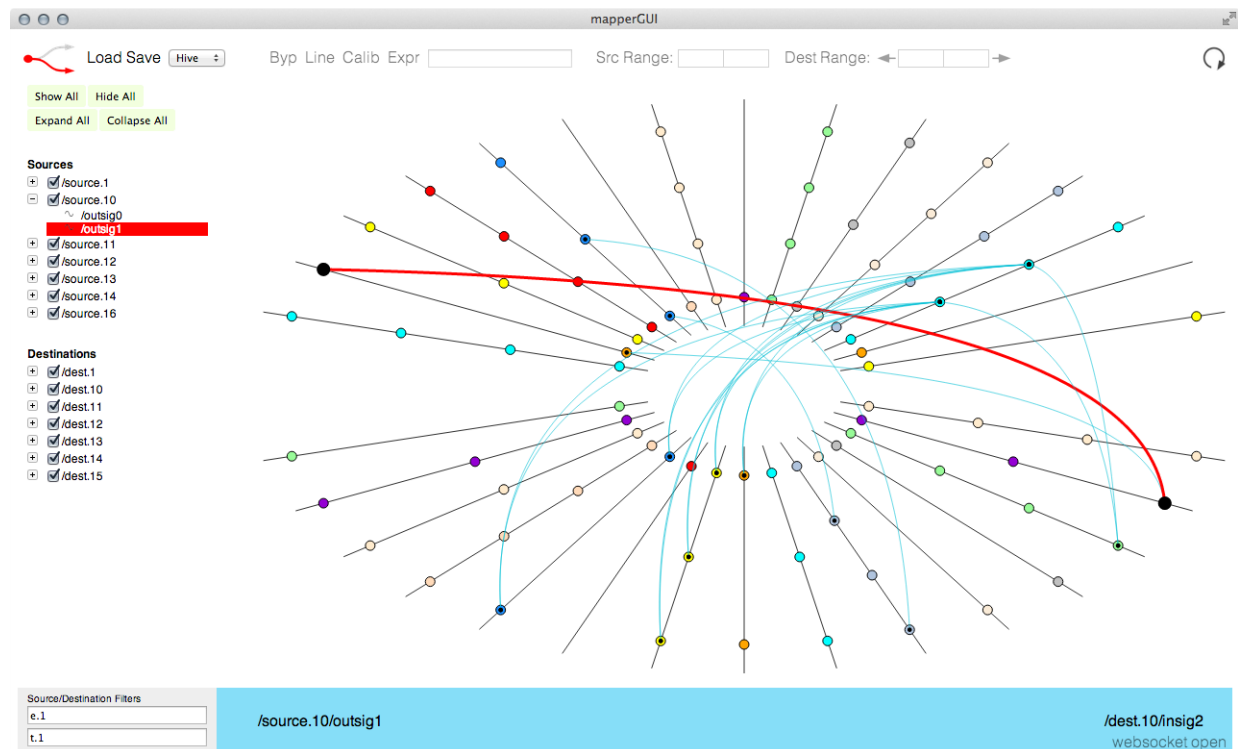 mapperGUI
Load Save Hive Byp Line Calib Expr Src Range: Dest Range:
Show All Hide All
Expand All Collapse All
Sources
/source.1
/source.10
/outsig0
/outsig1
/source.11
/source.12
/source.13
/source.14
/source.16
Destinations
/dest.1
/dest.10
/dest.11
/dest.12
/dest.13
/dest.14
/dest.15
Source/Destination Filters
e.1
t.1
/source.10/outsig1 /dest.10/insig2
websocket open